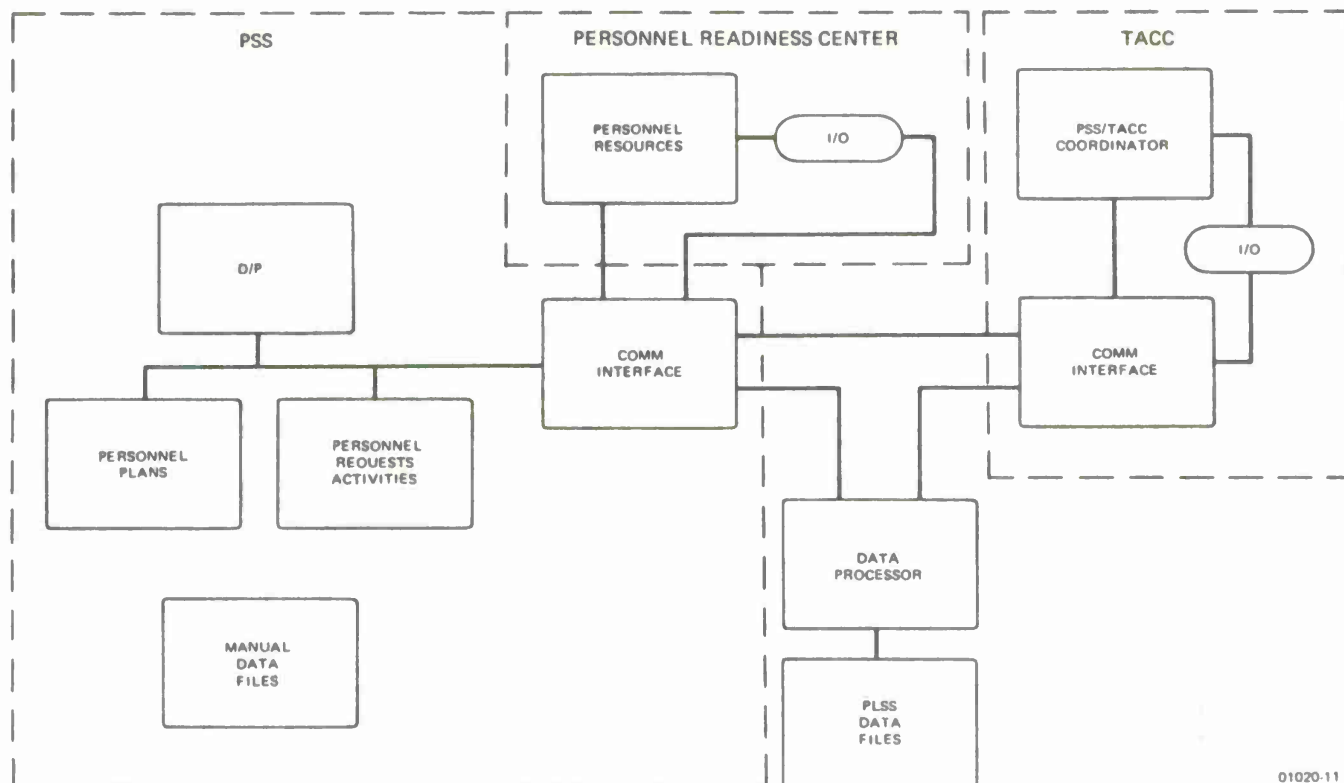 PSS
PERSONNEL READINESS CENTER
TACC
PERSONNEL
RESOURCES
I/O
PSS/TACC
COORDINATOR
I/O
D/P
COMM
INTERFACE
COMM
INTERFACE
PERSONNEL
PLANS
PERSONNEL
REQUESTS
ACTIVITIES
DATA
PROCESSOR
MANUAL
DATA
FILES
PLSS
DATA
FILES
01020-11